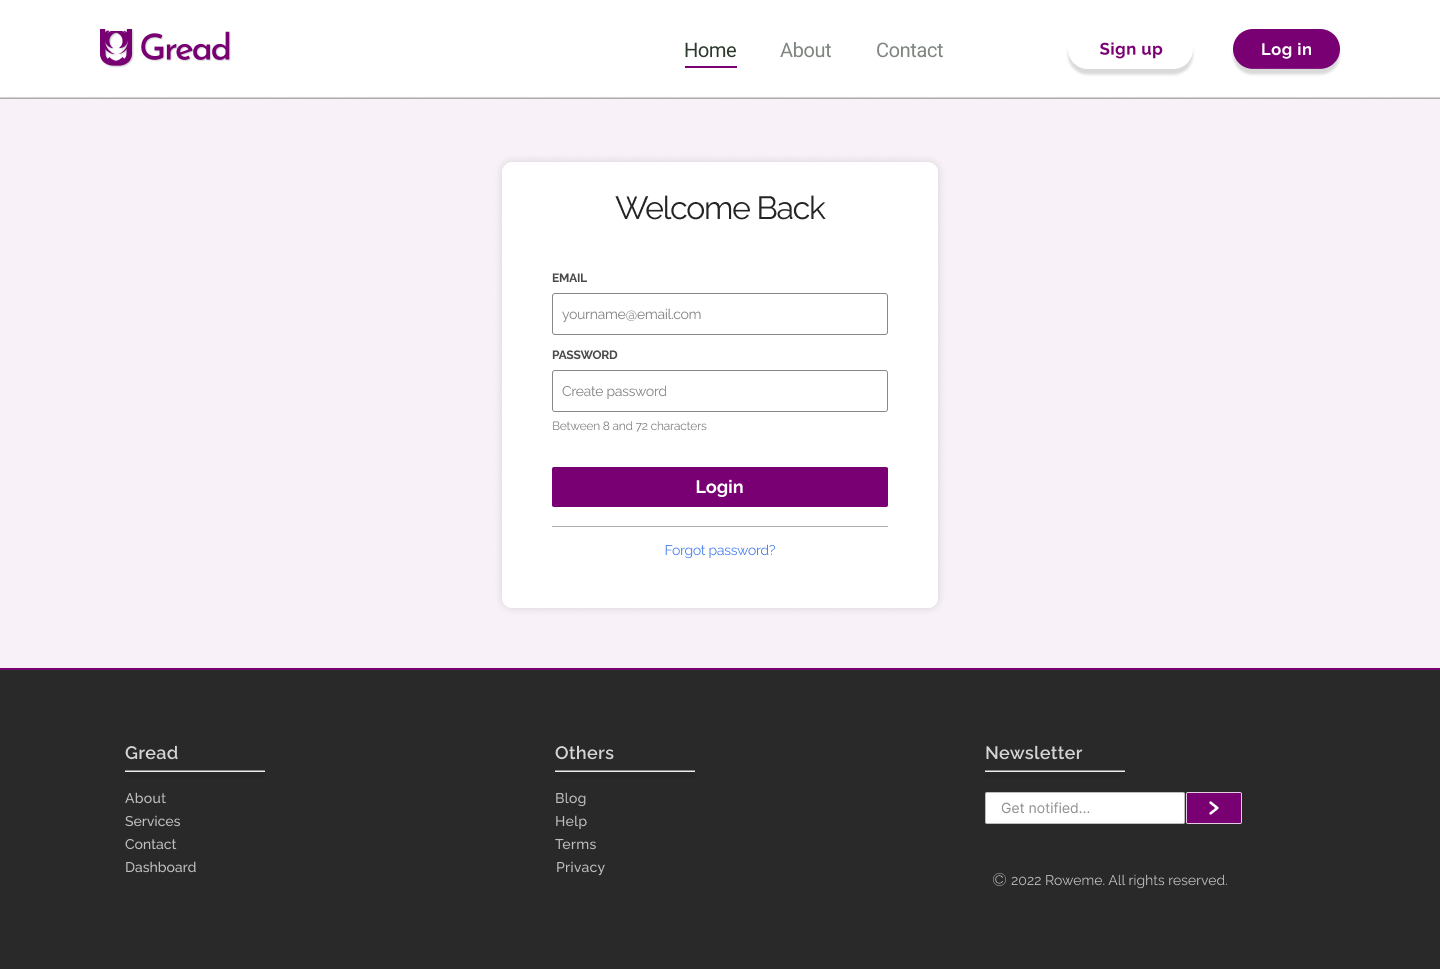 Gread
Home About Contact Sign up Log in
Welcome Back
EMAIL
yourname@email.com
PASSWORD
Create password
Between 8 and 72 characters
Login
Forgot password?
Gread
About
Services
Contact
Dashboard
Others
Blog
Help
Terms
Privacy
Newsletter
Get notified...
© 2022 Roweme. All rights reserved.